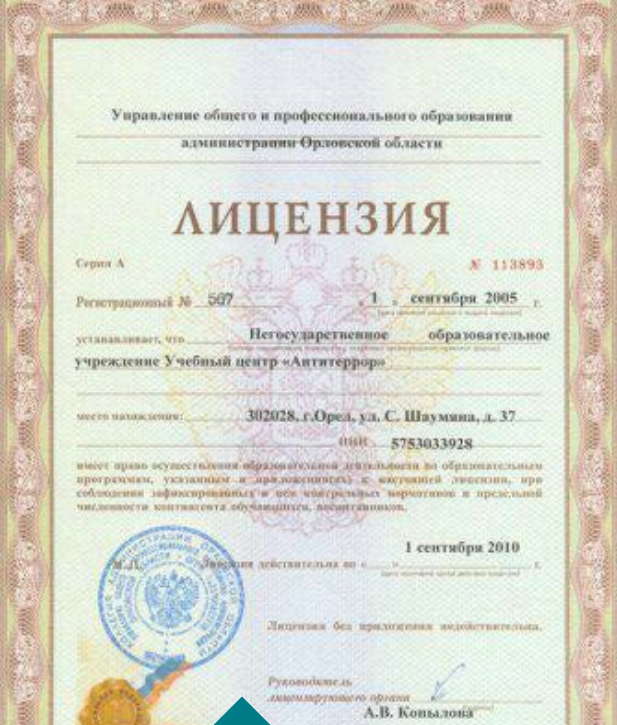 Управление общего и профессионального образования
администрации Орловской области
ЛИЦЕНЗИЯ
Серия А № 113893
Регистрационный № 567 « 1 » сентября 2005 г.
устанавливает, что Негосударственное образовательное
учреждение Учебный центр «Антитеррор»
место нахождения: 302028, г.Орел, ул. С. Шаумяна, д. 37
ИНН 5753033928
имеет право осуществления образовательной деятельности по образовательным
программам, указанным в приложении(ях) к настоящей лицензии, при
соблюдении зафиксированных в ней контрольных нормативов и предельной
численности контингента обучающихся, воспитанников.
1 сентября 2010
М.П. Лицензия действительна по « » г.
Лицензия без приложения недействительна.
Руководитель
лицензирующего органа
А.В. Копылова